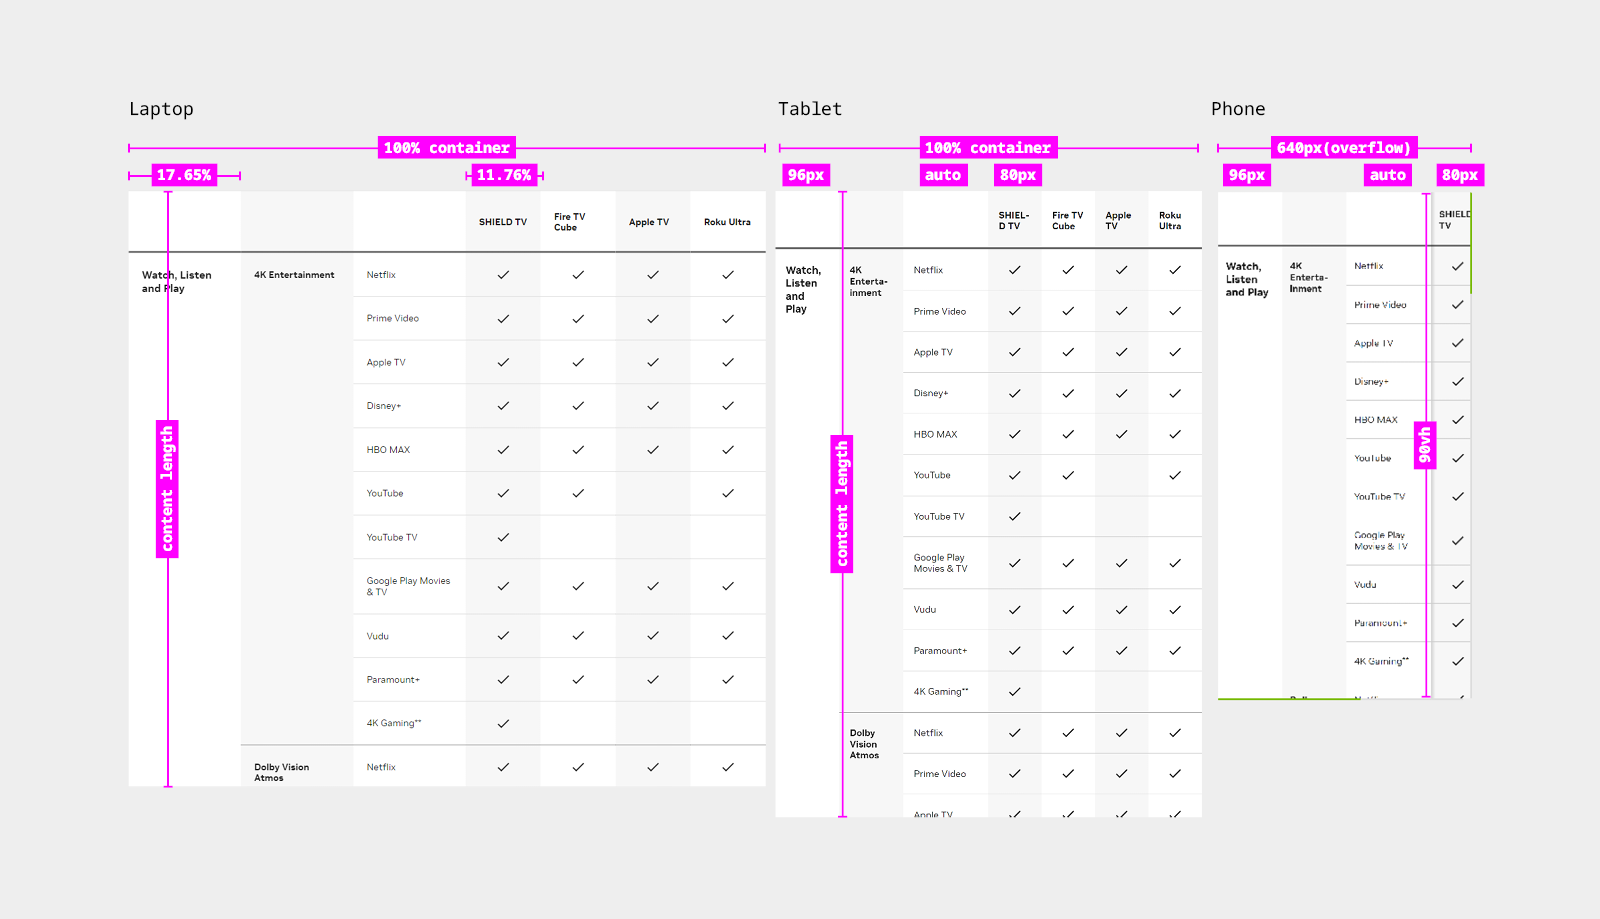 Laptop
100% container
17.65%
11.76%
SHIELD TV
Fire TV
Cube
Apple TV
Roku Ultra
Watch, Listen
and Play
4K Entertainment
Netflix
Prime Video
Apple TV
Disney+
HBO MAX
YouTube
YouTube TV
Google Play Movies
& TV
Vudu
Paramount+
4K Gaming**
Dolby Vision
Atmos
Netflix
content length
Tablet
100% container
96px
auto
80px
SHIEL-
D TV
Fire TV
Cube
Apple
TV
Roku
Ultra
Watch,
Listen
and
Play
4K
Enterta-
inment
Netflix
Prime Video
Apple TV
Disney+
HBO MAX
YouTube
YouTube TV
Google Play
Movies & TV
Vudu
Paramount+
4K Gaming**
Dolby
Vision
Atmos
Netflix
Prime Video
Apple TV
content length
Phone
640px(overflow)
96px
auto
80px
SHIELD
TV
Watch,
Listen
and Play
4K
Enterta-
inment
Netflix
Prime Video
Apple TV
Disney+
HBO MAX
YouTube
YouTube TV
Google Play
Movies & TV
Vudu
Paramount+
4K Gaming**
90vh